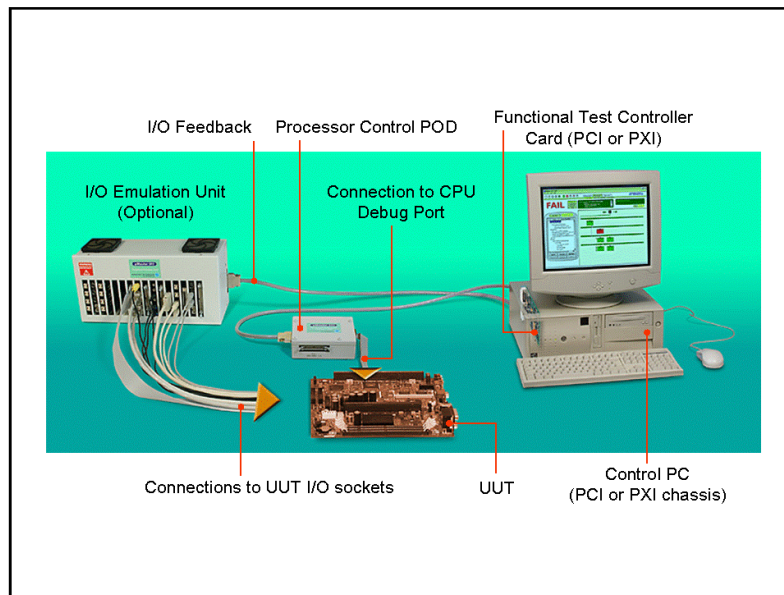 I/O Feedback
Processor Control POD
Functional Test Controller
Card (PCI or PXI)
I/O Emulation Unit
(Optional)
Connection to CPU
Debug Port
FAIL
Connections to UUT I/O sockets
UUT
Control PC
(PCI or PXI chassis)